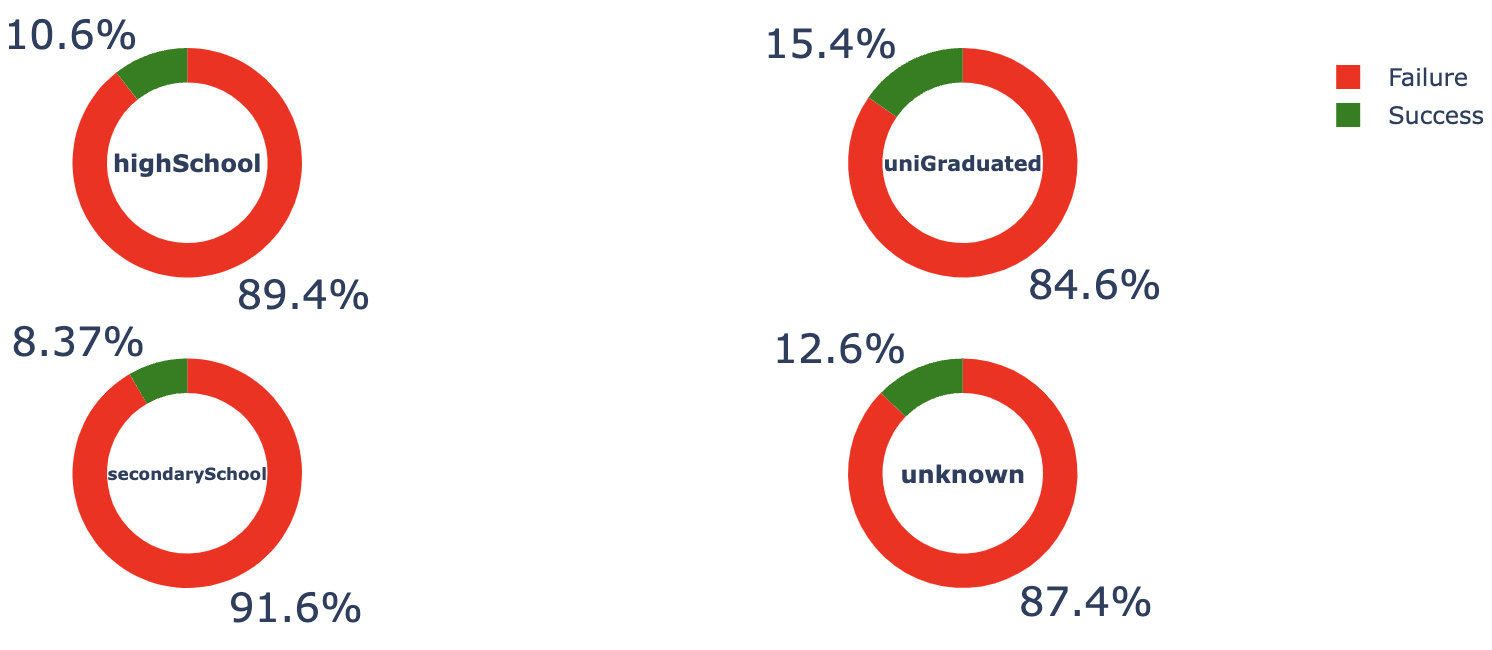 10.6%
highSchool
89.4%
15.4%
uniGraduated
84.6%
Failure
Success
8.37%
secondarySchool
91.6%
12.6%
unknown
87.4%